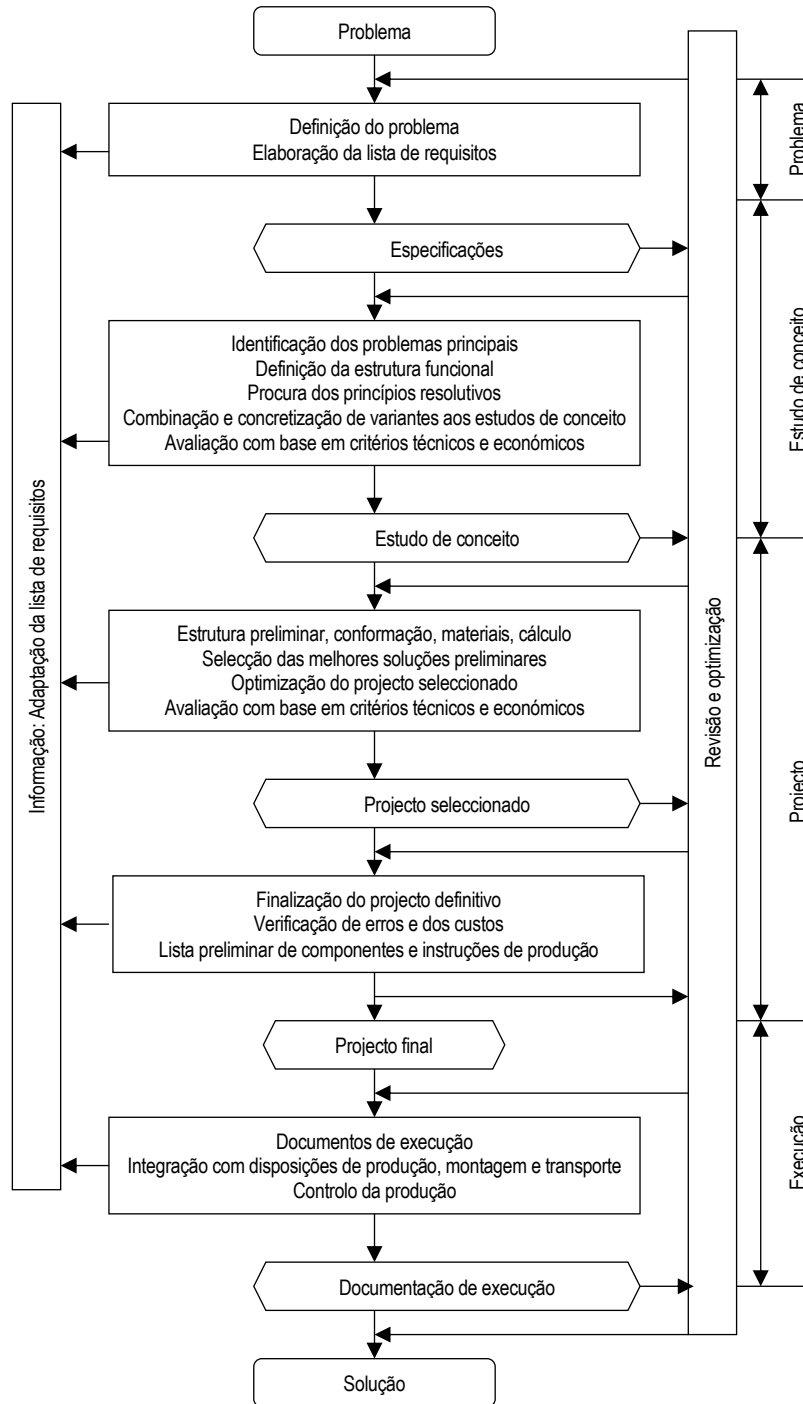 Problema
Definição do problema
Elaboração da lista de requisitos
Especificações
Identificação dos problemas principais
Definição da estrutura funcional
Procura dos princípios resolutivos
Combinação e concretização de variantes aos estudos de conceito
Avaliação com base em critérios técnicos e económicos
Estudo de conceito
Estrutura preliminar, conformação, materiais, cálculo
Selecção das melhores soluções preliminares
Optimização do projecto seleccionado
Avaliação com base em critérios técnicos e económicos
Projecto seleccionado
Finalização do projecto definitivo
Verificação de erros e dos custos
Lista preliminar de componentes e instruções de produção
Projecto final
Documentos de execução
Integração com disposições de produção, montagem e transporte
Controlo da produção
Documentação de execução
Solução
Informação: Adaptação da lista de requisitos
Revisão e optimização
Problema
Estudo de conceito
Projecto
Execução